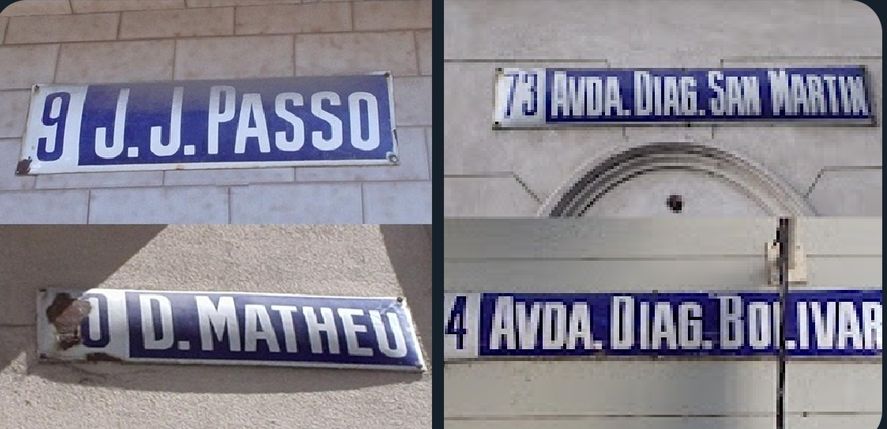 9 J. J. PASSO
73 AVDA. DIAG. SAN MARTIN
D. MATHEU
4 AVDA. DIAG. BOLIVAR